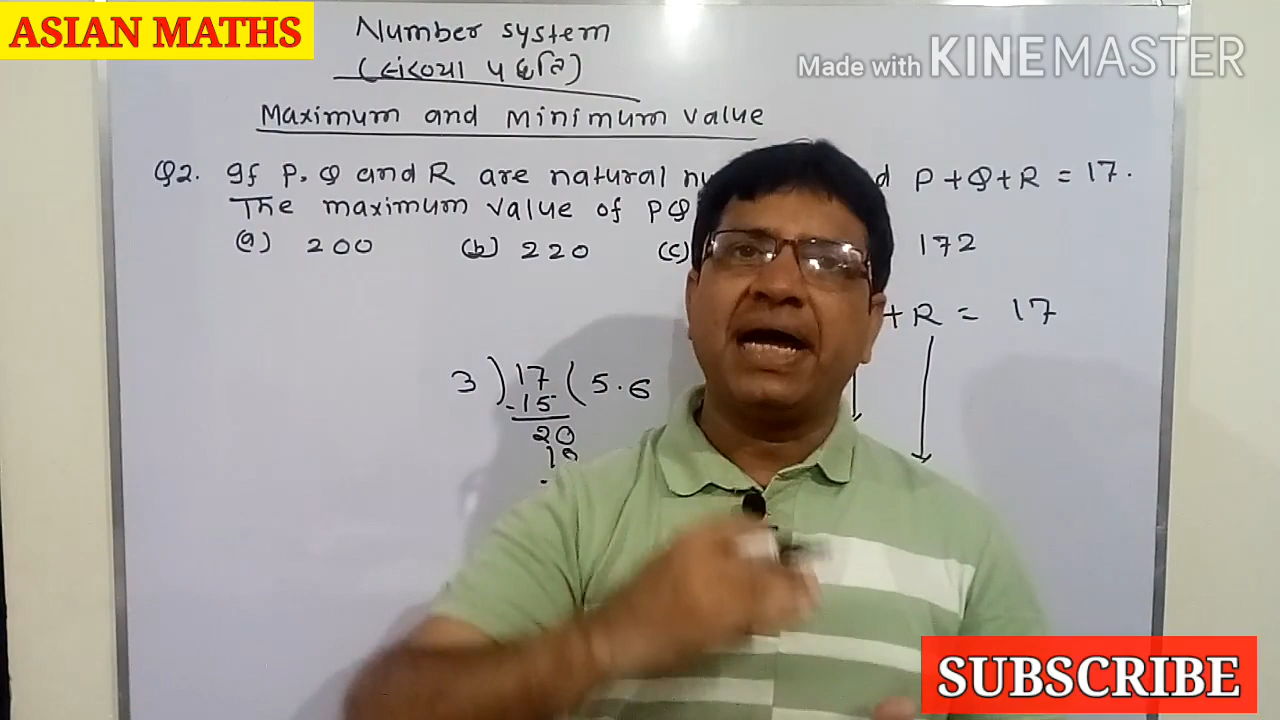 ASIAN MATHS
Number system
(સંખ્યા પદ્ધતિ)
Made with KINEMASTER
Maximum and minimum value
Q2. If P, Q and R are natural P + Q + R = 17.
The maximum value of PQ
(a) 200 (b) 220 (c) 172
+ R = 17
3 ) 17 ( 5.6
-15
20
18
SUBSCRIBE